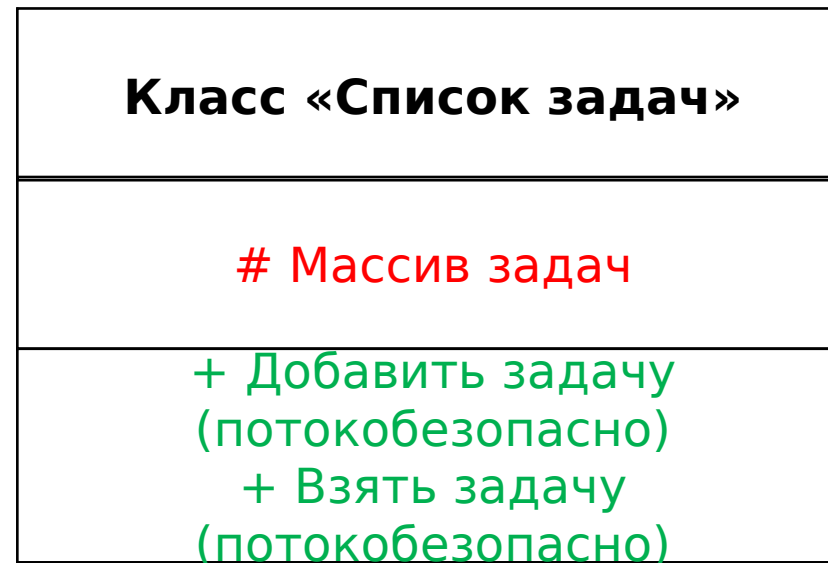 Класс «Список задач»
# Массив задач
+ Добавить задачу
(потокобезопасно)
+ Взять задачу
(потокобезопасно)